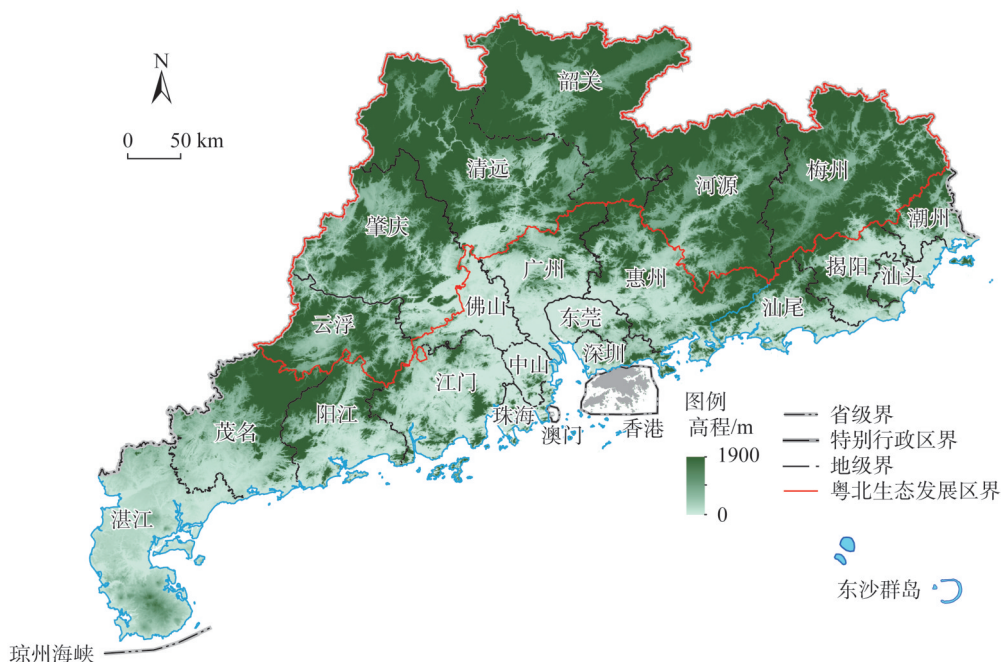 N
0 50 km
韶关
清远
河源
梅州
肇庆
潮州
广州
惠州
揭阳
汕头
云浮
佛山
东莞
汕尾
中山
深圳
江门
珠海
澳门
香港
茂名
阳江
湛江
琼州海峡
图例
高程/m
1900
0
省级界
特别行政区界
地级界
粤北生态发展区界
东沙群岛